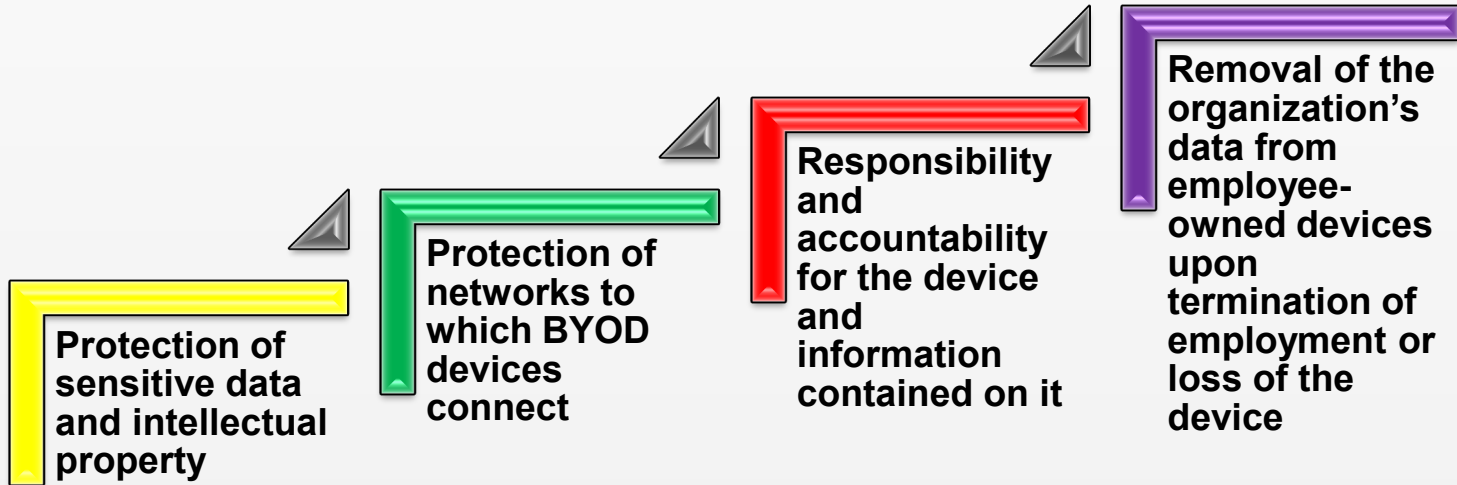 Protection of
sensitive data
and intellectual
property
Protection of
networks to
which BYOD
devices
connect
Responsibility
and
accountability
for the device
and
information
contained on it
Removal of the
organization’s
data from
employee-
owned devices
upon
termination of
employment or
loss of the
device